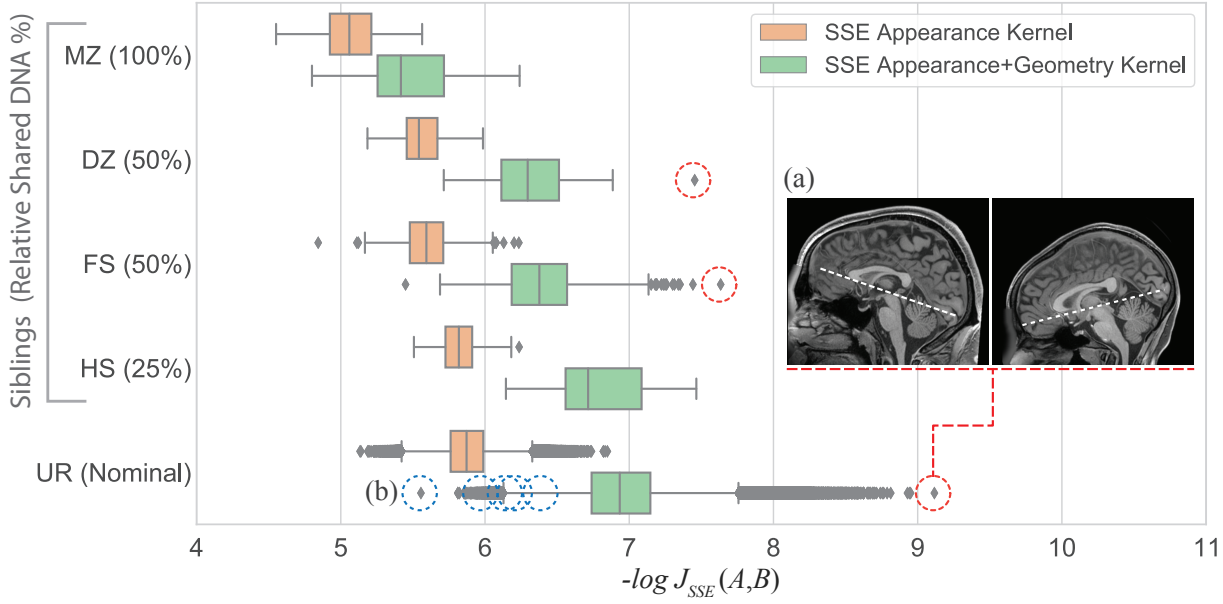 Siblings (Relative Shared DNA %)
MZ (100%)
DZ (50%)
FS (50%)
HS (25%)
UR (Nominal)
SSE Appearance Kernel
SSE Appearance+Geometry Kernel
(a)
(b)
4 5 6 7 8 9 10 11
-log J_SSE (A,B)